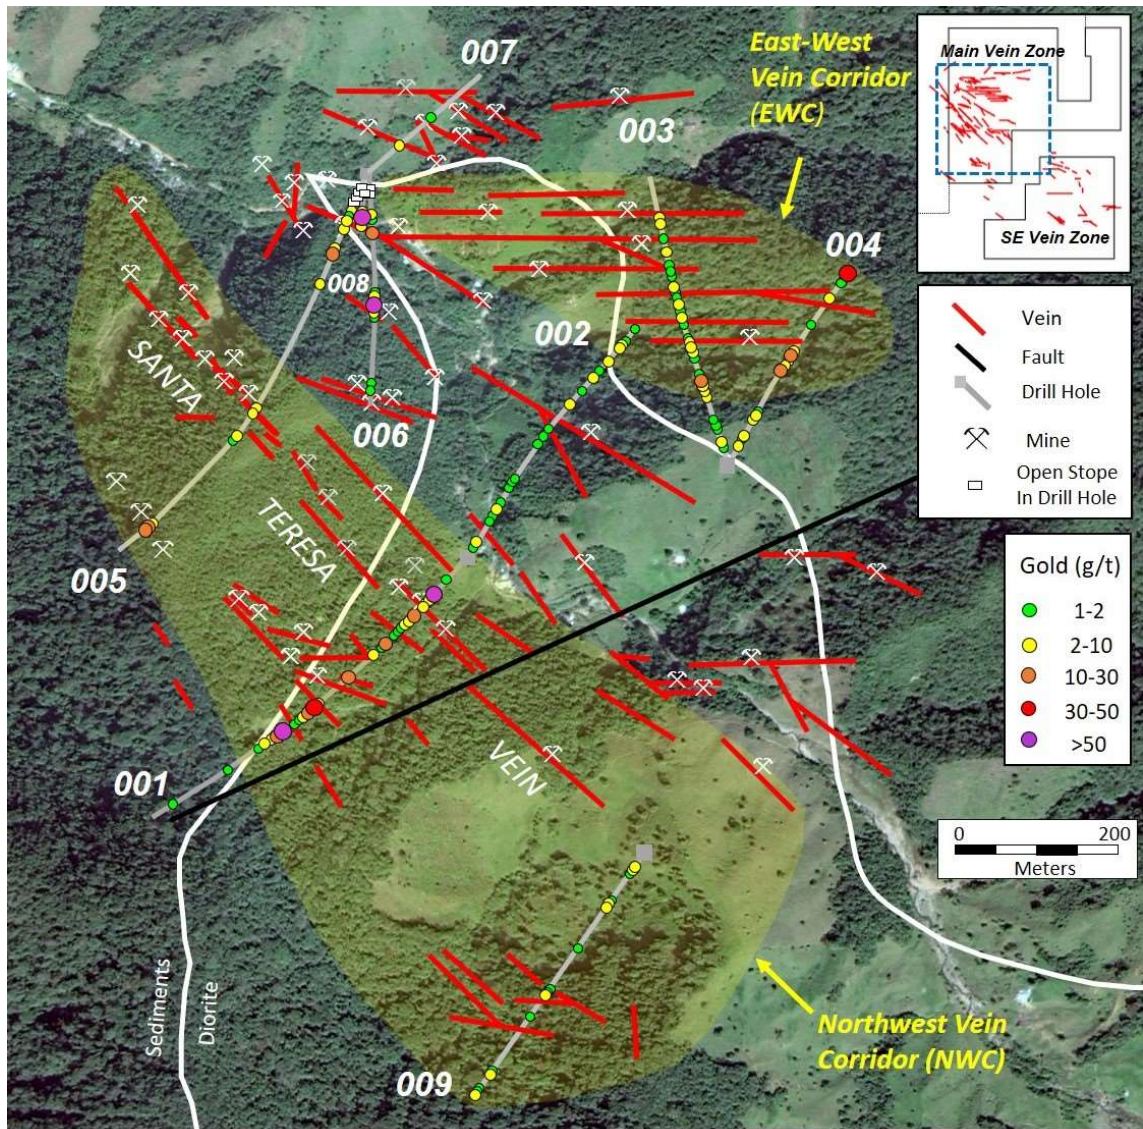 007
East-West
Vein Corridor
(EWC)
003
004
008
002
SANTA
006
TERESA
005
VEIN
001
Sediments
Diorite
009
Northwest Vein
Corridor (NWC)
Main Vein Zone
SE Vein Zone
Vein
Fault
Drill Hole
Mine
Open Stope
In Drill Hole
Gold (g/t)
1-2
2-10
10-30
30-50
>50
0
200
Meters